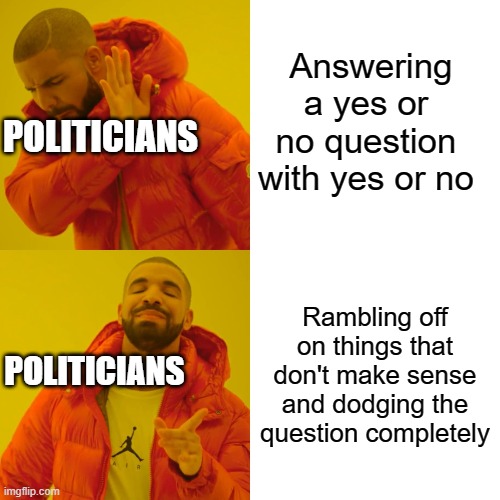 Answering
a yes or
no question
with yes or no
POLITICIANS
Rambling off
on things that
don't make sense
and dodging the
question completely
POLITICIANS
AIR
imgflip.com